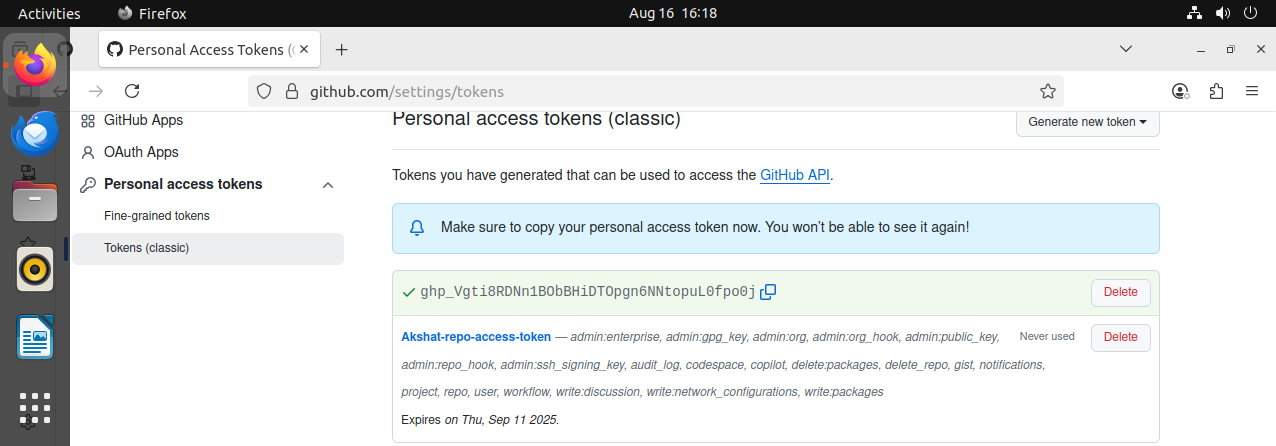 Activities Firefox Aug 16 16:18
Personal Access Tokens (
github.com/settings/tokens
GitHub Apps
Personal access tokens (classic)
Generate new token
OAuth Apps
Personal access tokens
Tokens you have generated that can be used to access the GitHub API.
Fine-grained tokens
Make sure to copy your personal access token now. You won't be able to see it again!
Tokens (classic)
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 Delete
Akshat-repo-access-token — admin:enterprise, admin:gpg_key, admin:org, admin:org_hook, admin:public_key, Never used Delete
admin:repo_hook, admin:ssh_signing_key, audit_log, codespace, copilot, delete:packages, delete_repo, gist, notifications,
project, repo, user, workflow, write:discussion, write:network_configurations, write:packages
Expires on Thu, Sep 11 2025.